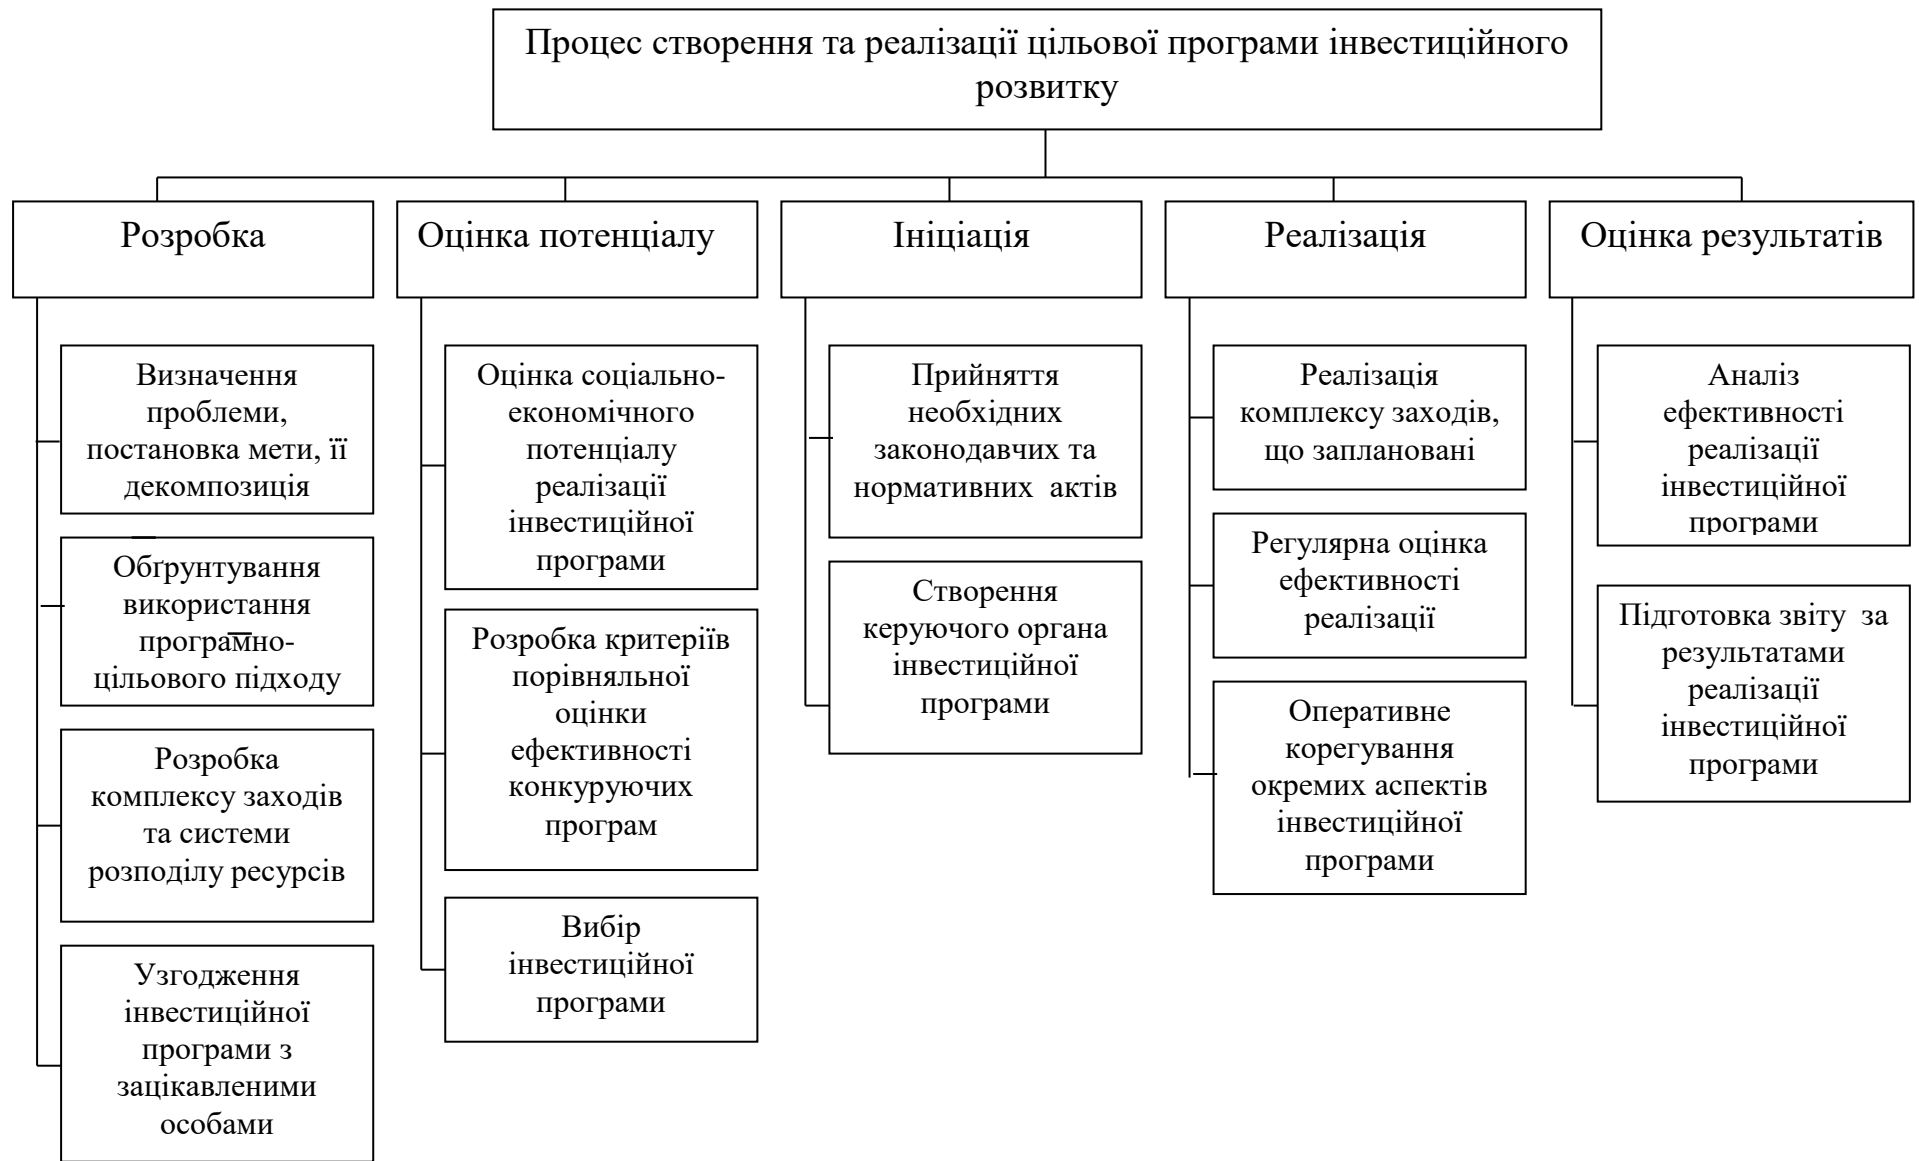 Процес створення та реалізації цільової програми інвестиційного
розвитку
Розробка
Визначення
проблеми,
постановка мети, її
декомпозиція
Обґрунтування
використання
програмно-
цільового підходу
Розробка
комплексу заходів
та системи
розподілу ресурсів
Узгодження
інвестиційної
програми з
зацікавленими
особами
Оцінка потенціалу
Оцінка соціально-
економічного
потенціалу
реалізації
інвестиційної
програми
Розробка критеріїв
порівняльної
оцінки
ефективності
конкуруючих
програм
Вибір
інвестиційної
програми
Ініціація
Прийняття
необхідних
законодавчих та
нормативних актів
Створення
керуючого органа
інвестиційної
програми
Реалізація
Реалізація
комплексу заходів,
що заплановані
Регулярна оцінка
ефективності
реалізації
Оперативне
корегування
окремих аспектів
інвестиційної
програми
Оцінка результатів
Аналіз
ефективності
реалізації
інвестиційної
програми
Підготовка звіту за
результатами
реалізації
інвестиційної
програми